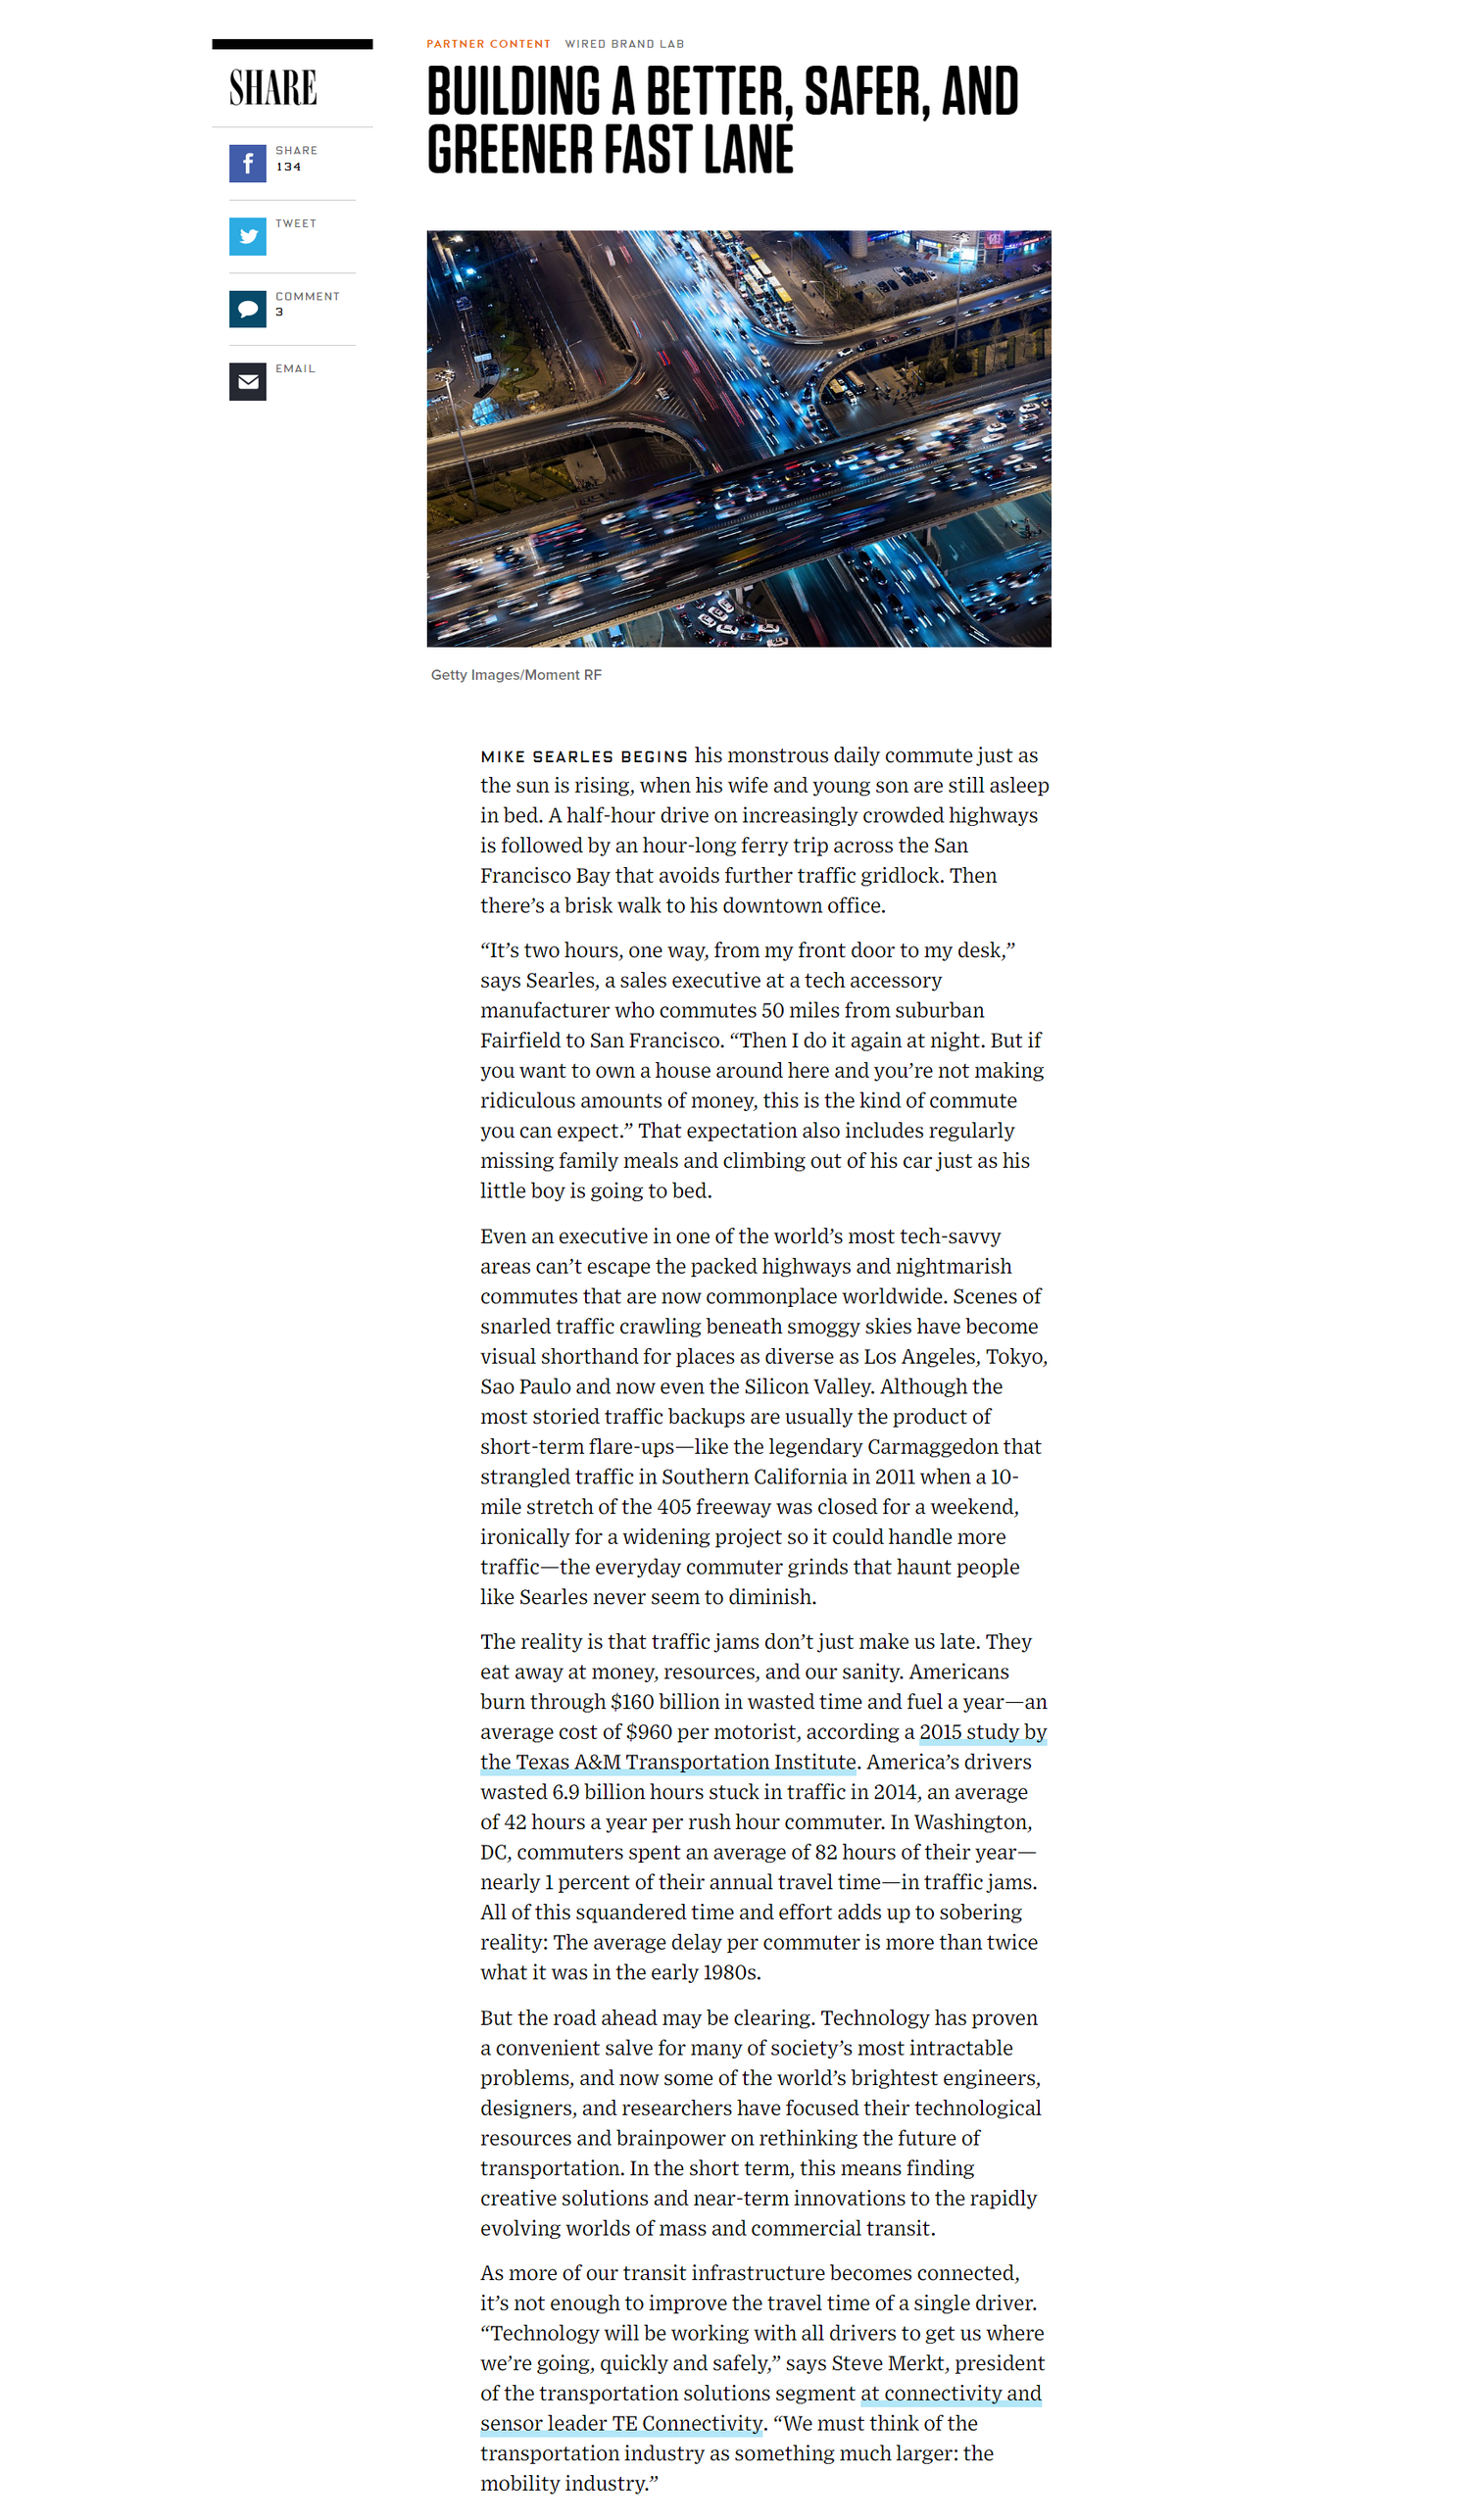 SHARE
SHARE
134
TWEET
COMMENT
3
EMAIL
PARTNER CONTENT WIRED BRAND LAB
BUILDING A BETTER, SAFER, AND
GREENER FAST LANE
Getty Images/Moment RF
MIKE SEARLES BEGINS his monstrous daily commute just as
the sun is rising, when his wife and young son are still asleep
in bed. A half-hour drive on increasingly crowded highways
is followed by an hour-long ferry trip across the San
Francisco Bay that avoids further traffic gridlock. Then
there’s a brisk walk to his downtown office.
“It’s two hours, one way, from my front door to my desk,”
says Searles, a sales executive at a tech accessory
manufacturer who commutes 50 miles from suburban
Fairfield to San Francisco. “Then I do it again at night. But if
you want to own a house around here and you’re not making
ridiculous amounts of money, this is the kind of commute
you can expect.” That expectation also includes regularly
missing family meals and climbing out of his car just as his
little boy is going to bed.
Even an executive in one of the world’s most tech-savvy
areas can’t escape the packed highways and nightmarish
commutes that are now commonplace worldwide. Scenes of
snarled traffic crawling beneath smoggy skies have become
visual shorthand for places as diverse as Los Angeles, Tokyo,
Sao Paulo and now even the Silicon Valley. Although the
most storied traffic backups are usually the product of
short-term flare-ups—like the legendary Carmaggedon that
strangled traffic in Southern California in 2011 when a 10-
mile stretch of the 405 freeway was closed for a weekend,
ironically for a widening project so it could handle more
traffic—the everyday commuter grinds that haunt people
like Searles never seem to diminish.
The reality is that traffic jams don’t just make us late. They
eat away at money, resources, and our sanity. Americans
burn through $160 billion in wasted time and fuel a year—an
average cost of $960 per motorist, according a 2015 study by
the Texas A&M Transportation Institute. America’s drivers
wasted 6.9 billion hours stuck in traffic in 2014, an average
of 42 hours a year per rush hour commuter. In Washington,
DC, commuters spent an average of 82 hours of their year—
nearly 1 percent of their annual travel time—in traffic jams.
All of this squandered time and effort adds up to sobering
reality: The average delay per commuter is more than twice
what it was in the early 1980s.
But the road ahead may be clearing. Technology has proven
a convenient salve for many of society’s most intractable
problems, and now some of the world’s brightest engineers,
designers, and researchers have focused their technological
resources and brainpower on rethinking the future of
transportation. In the short term, this means finding
creative solutions and near-term innovations to the rapidly
evolving worlds of mass and commercial transit.
As more of our transit infrastructure becomes connected,
it’s not enough to improve the travel time of a single driver.
“Technology will be working with all drivers to get us where
we’re going, quickly and safely,” says Steve Merkt, president
of the transportation solutions segment at connectivity and
sensor leader TE Connectivity. “We must think of the
transportation industry as something much larger: the
mobility industry.”